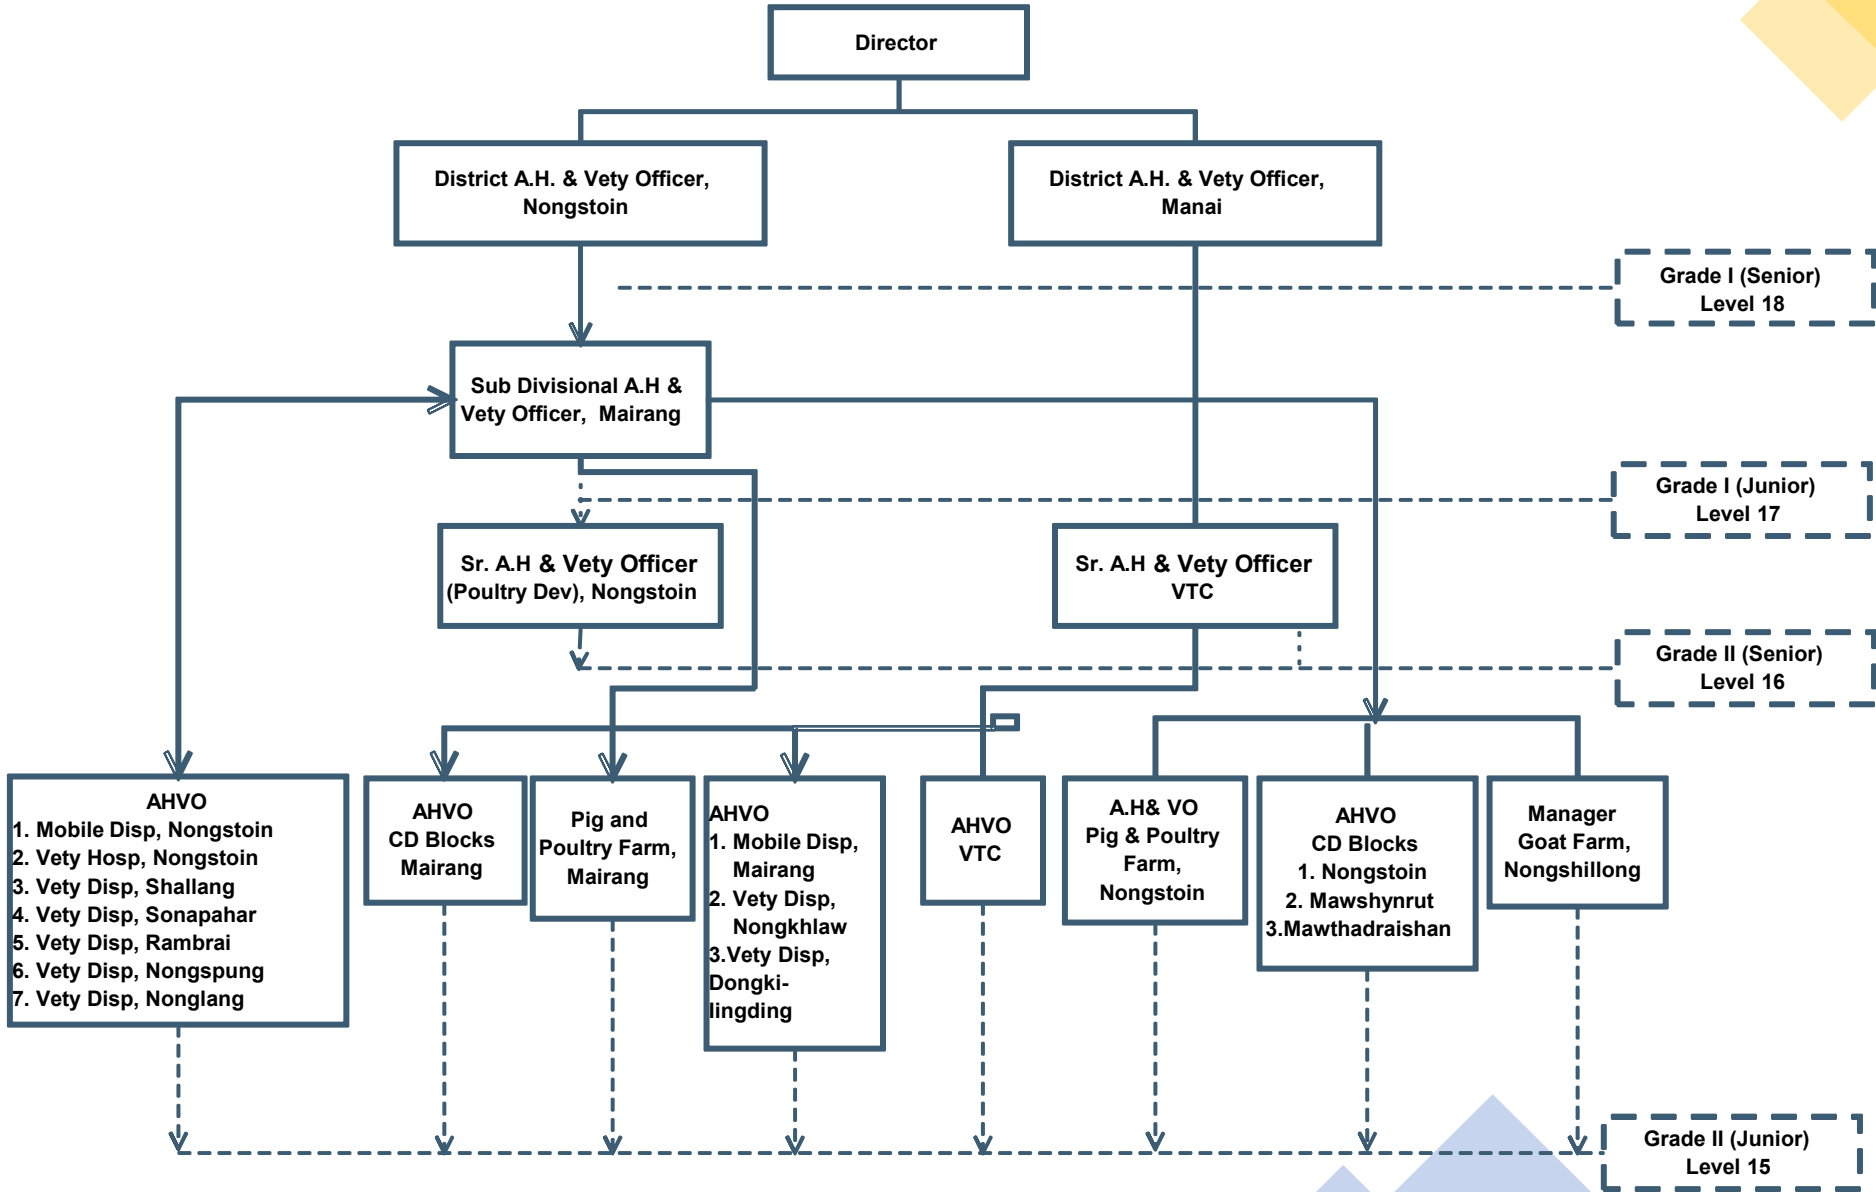 Director
District A.H. & Vety Officer,
Nongstoin
District A.H. & Vety Officer,
Manai
Grade I (Senior)
Level 18
Sub Divisional A.H &
Vety Officer, Mairang
Grade I (Junior)
Level 17
Sr. A.H & Vety Officer
(Poultry Dev), Nongstoin
Sr. A.H & Vety Officer
VTC
Grade II (Senior)
Level 16
AHVO
1. Mobile Disp, Nongstoin
2. Vety Hosp, Nongstoin
3. Vety Disp, Shallang
4. Vety Disp, Sonapahar
5. Vety Disp, Rambrai
6. Vety Disp, Nongspung
7. Vety Disp, Nonglang
AHVO
CD Blocks
Mairang
Pig and
Poultry Farm,
Mairang
AHVO
1. Mobile Disp,
Mairang
2. Vety Disp,
Nongkhlaw
3.Vety Disp,
Dongki-
lingding
AHVO
VTC
A.H& VO
Pig & Poultry
Farm,
Nongstoin
AHVO
CD Blocks
1. Nongstoin
2. Mawshynrut
3.Mawthadraishan
Manager
Goat Farm,
Nongshillong
Grade II (Junior)
Level 15